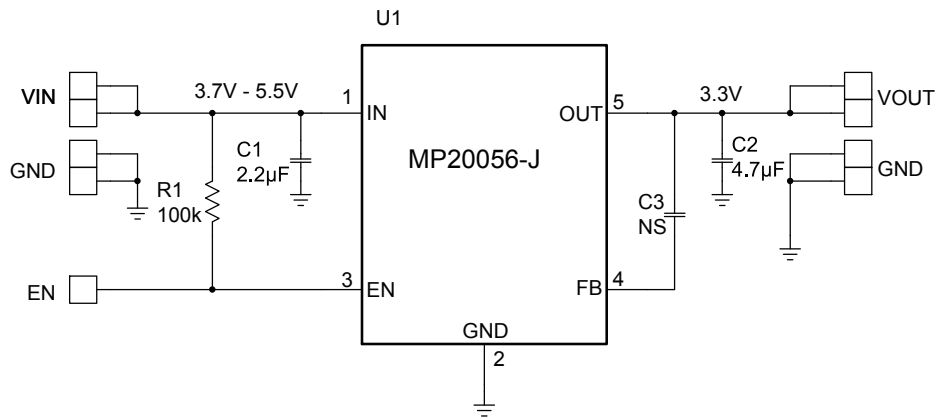 U1
VIN
3.7V - 5.5V
1
IN
OUT
5
3.3V
VOUT
GND
C1
2.2µF
MP20056-J
C2
4.7µF
GND
R1
100k
C3
NS
EN
3
EN
FB
4
GND
2